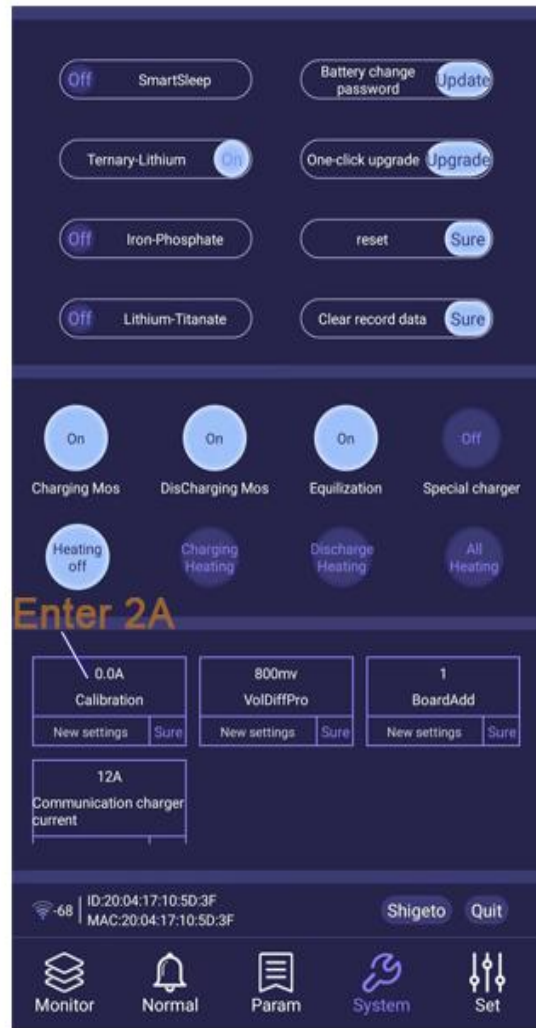 Off SmartSleep
Battery change password Update
Ternary-Lithium On
One-click upgrade Upgrade
Off Iron-Phosphate
reset Sure
Off Lithium-Titanate
Clear record data Sure
On On On Off
Charging Mos DisCharging Mos Equilization Special charger
Heating off
Charging Heating
Discharge Heating
All Heating
Enter 2A
0.0A
Calibration
New settings Sure
800mv
VolDiffPro
New settings Sure
1
BoardAdd
New settings Sure
12A
Communication charger
current
-68
ID:20:04:17:10:5D:3F
MAC:20:04:17:10:5D:3F
Shigeto Quit
Monitor Normal Param System Set